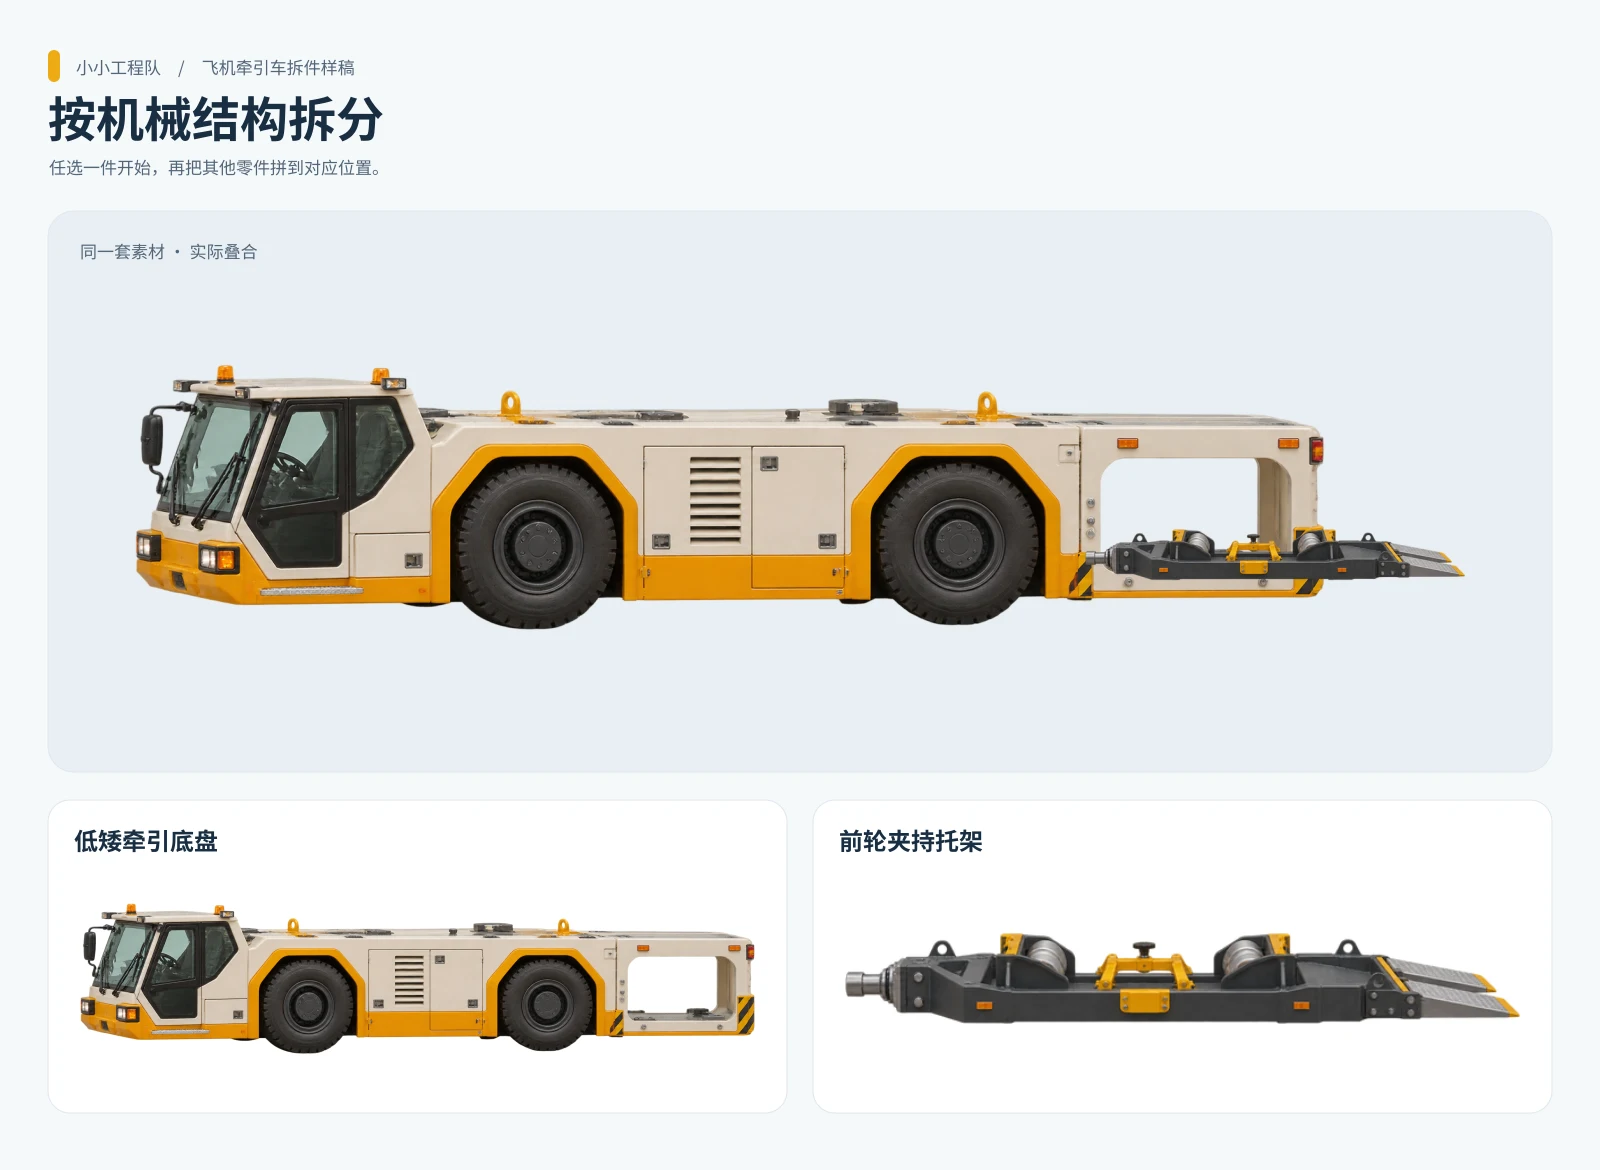 小小工程队 / 飞机牵引车拆件样稿
按机械结构拆分
任选一件开始，再把其他零件拼到对应位置。
同一套素材 · 实际叠合
低矮牵引底盘
前轮夹持托架